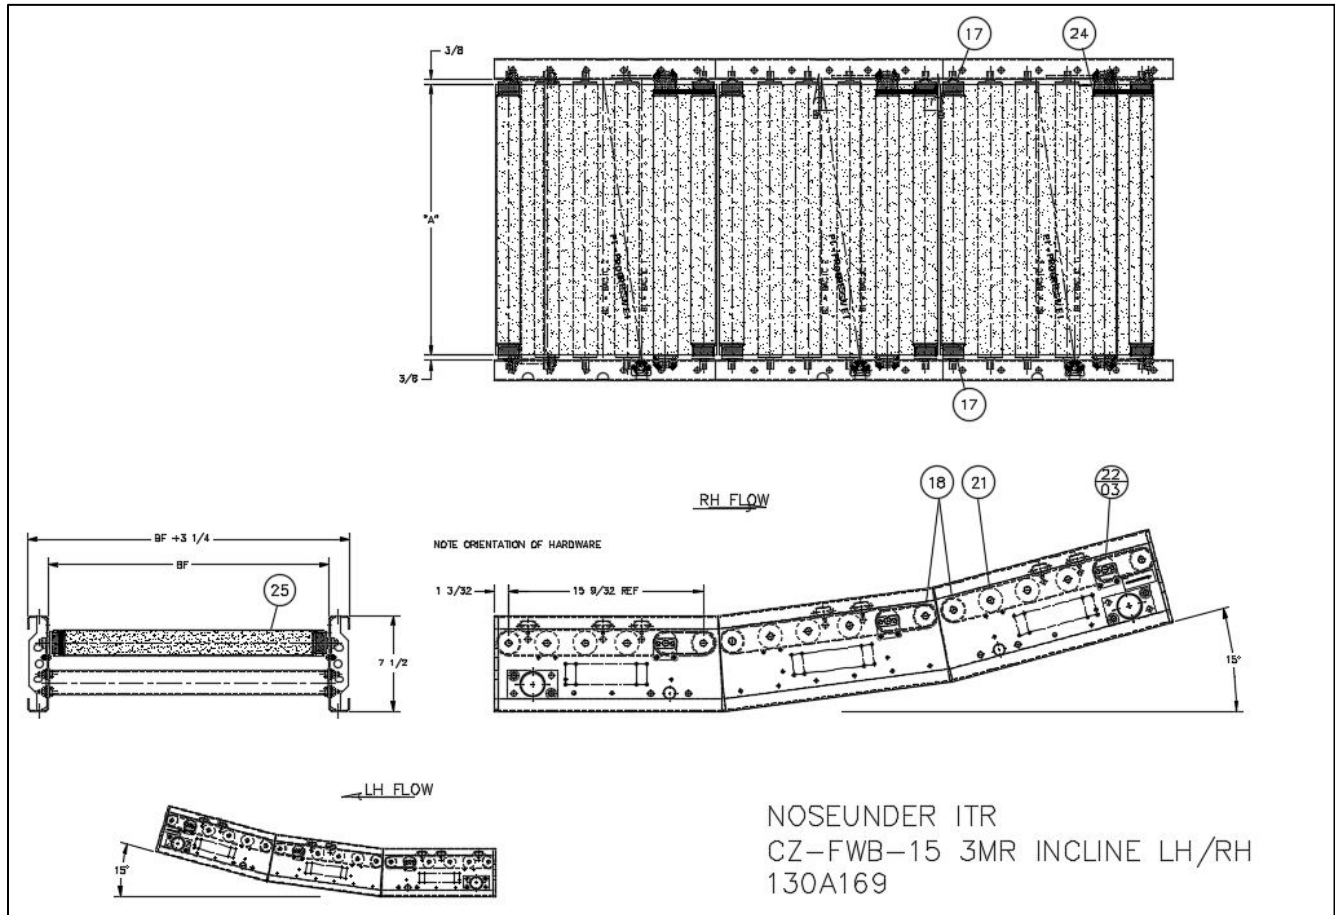 17
24
3/8
"A"
3/8
17
RH FLOW
18
21
22
03
BF +3 1/4
BF
25
NOTE ORIENTATION OF HARDWARE
1 3/32
15 9/32 REF
7 1/2
15°
LH FLOW
15°
NOSEUNDER ITR
CZ-FWB-15 3MR INCLINE LH/RH
130A169